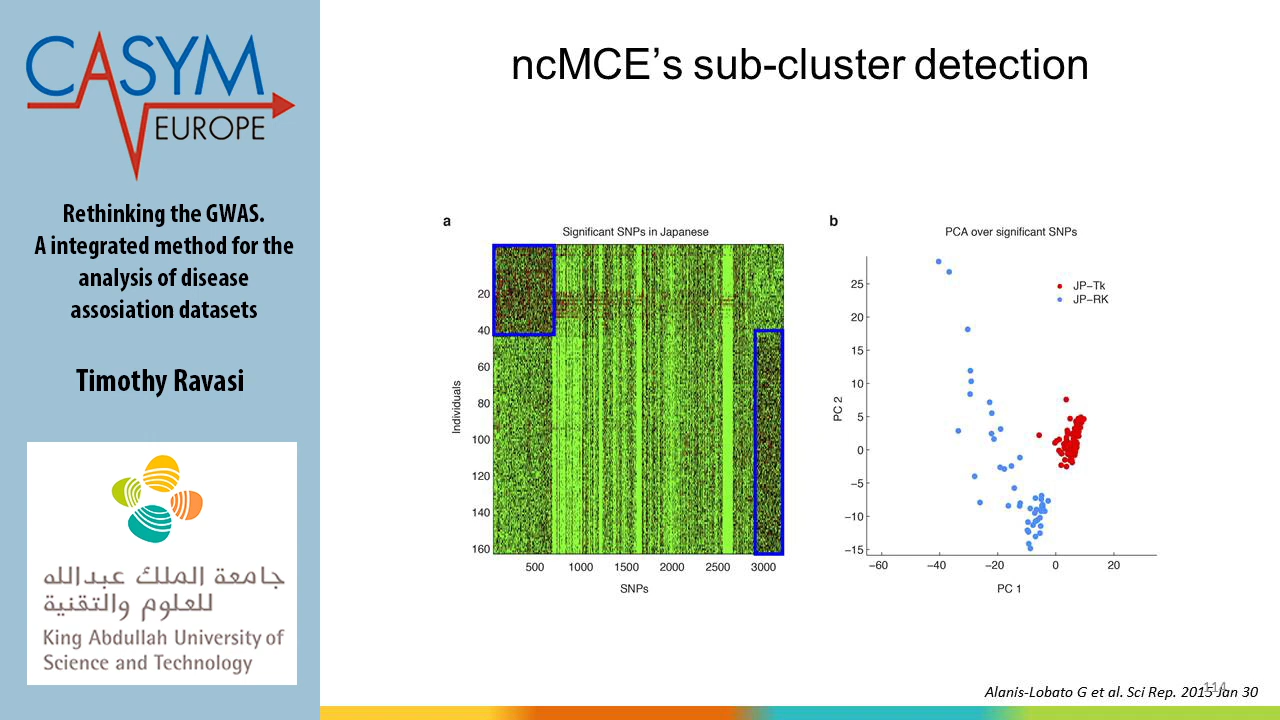 CASYM
EUROPE
Rethinking the GWAS.
A integrated method for the
analysis of disease
assosiation datasets
Timothy Ravasi
جامعة الملك عبدالله
للعلوم والتقنية
King Abdullah University of
Science and Technology
ncMCE’s sub-cluster detection
a
Significant SNPs in Japanese
20
40
60
80
100
120
140
160
Individuals
500 1000 1500 2000 2500 3000
SNPs
b
PCA over significant SNPs
JP−Tk
JP−RK
25
20
15
10
5
0
−5
−10
−15
PC 2
−60 −40 −20 0 20
PC 1
114
Alanis-Lobato G et al. Sci Rep. 2015 Jan 30